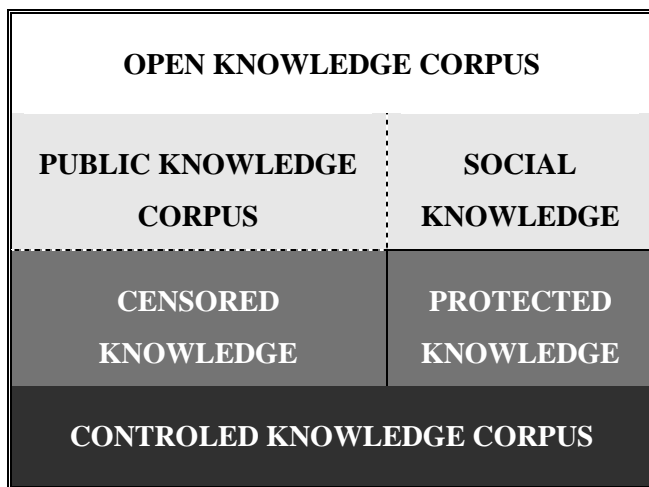 OPEN KNOWLEDGE CORPUS
PUBLIC KNOWLEDGE
CORPUS
SOCIAL
KNOWLEDGE
CENSORED
KNOWLEDGE
PROTECTED
KNOWLEDGE
CONTROLED KNOWLEDGE CORPUS